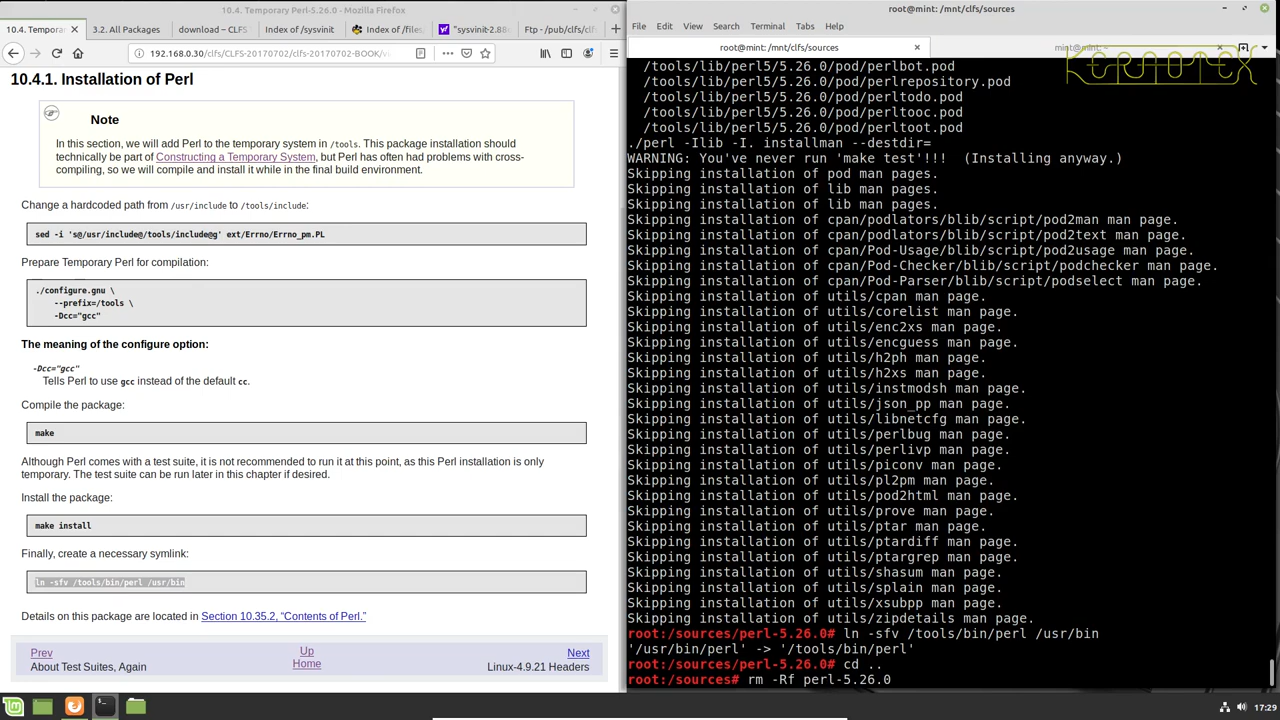 10.4. Temporary Perl-5.26.0 - Mozilla Firefox
10.4. Tempora
3.2. All Packages
download – CLFS
Index of /sysvinit
Index of /files
"sysvinit-2.88
Ftp - /pub/clfs/
192.168.0.30/clfs/CLFS-20170702/clfs-20170702-BOOK/
10.4.1. Installation of Perl
Note
In this section, we will add Perl to the temporary system in /tools. This package installation should
technically be part of Constructing a Temporary System, but Perl has often had problems with cross-
compiling, so we will compile and install it while in the final build environment.
Change a hardcoded path from /usr/include to /tools/include:
sed -i 's@/usr/include@/tools/include@g' ext/Errno/Errno_pm.PL
Prepare Temporary Perl for compilation:
./configure.gnu \
--prefix=/tools \
-Dcc="gcc"
The meaning of the configure option:
-Dcc="gcc"
Tells Perl to use gcc instead of the default cc.
Compile the package:
make
Although Perl comes with a test suite, it is not recommended to run it at this point, as this Perl installation is only
temporary. The test suite can be run later in this chapter if desired.
Install the package:
make install
Finally, create a necessary symlink:
ln -sfv /tools/bin/perl /usr/bin
Details on this package are located in Section 10.35.2, “Contents of Perl.”
Prev
Up
Next
About Test Suites, Again
Home
Linux-4.9.21 Headers
root@mint: /mnt/clfs/sources
File Edit View Search Terminal Tabs Help
root@mint: /mnt/clfs/sources
root@mint: ~
KERNOTEX
/tools/lib/perl5/5.26.0/pod/perlbot.pod
/tools/lib/perl5/5.26.0/pod/perlrepository.pod
/tools/lib/perl5/5.26.0/pod/perltodo.pod
/tools/lib/perl5/5.26.0/pod/perltooc.pod
/tools/lib/perl5/5.26.0/pod/perltoot.pod
./perl -Ilib -I. installman --destdir=
WARNING: You've never run 'make test'!!!  (Installing anyway.)
Skipping installation of pod man pages.
Skipping installation of lib man pages.
Skipping installation of lib man pages.
Skipping installation of cpan/podlators/blib/script/pod2man man page.
Skipping installation of cpan/podlators/blib/script/pod2text man page.
Skipping installation of cpan/Pod-Usage/blib/script/pod2usage man page.
Skipping installation of cpan/Pod-Checker/blib/script/podchecker man page.
Skipping installation of cpan/Pod-Parser/blib/script/podselect man page.
Skipping installation of utils/cpan man page.
Skipping installation of utils/corelist man page.
Skipping installation of utils/enc2xs man page.
Skipping installation of utils/encguess man page.
Skipping installation of utils/h2ph man page.
Skipping installation of utils/h2xs man page.
Skipping installation of utils/instmodsh man page.
Skipping installation of utils/json_pp man page.
Skipping installation of utils/libnetcfg man page.
Skipping installation of utils/perlbug man page.
Skipping installation of utils/perlivp man page.
Skipping installation of utils/piconv man page.
Skipping installation of utils/pl2pm man page.
Skipping installation of utils/pod2html man page.
Skipping installation of utils/prove man page.
Skipping installation of utils/ptar man page.
Skipping installation of utils/ptardiff man page.
Skipping installation of utils/ptargrep man page.
Skipping installation of utils/shasum man page.
Skipping installation of utils/splain man page.
Skipping installation of utils/xsubpp man page.
Skipping installation of utils/zipdetails man page.
root:/sources/perl-5.26.0# ln -sfv /tools/bin/perl /usr/bin
'/usr/bin/perl' -> '/tools/bin/perl'
root:/sources/perl-5.26.0# cd ..
root:/sources# rm -Rf perl-5.26.0
17:29